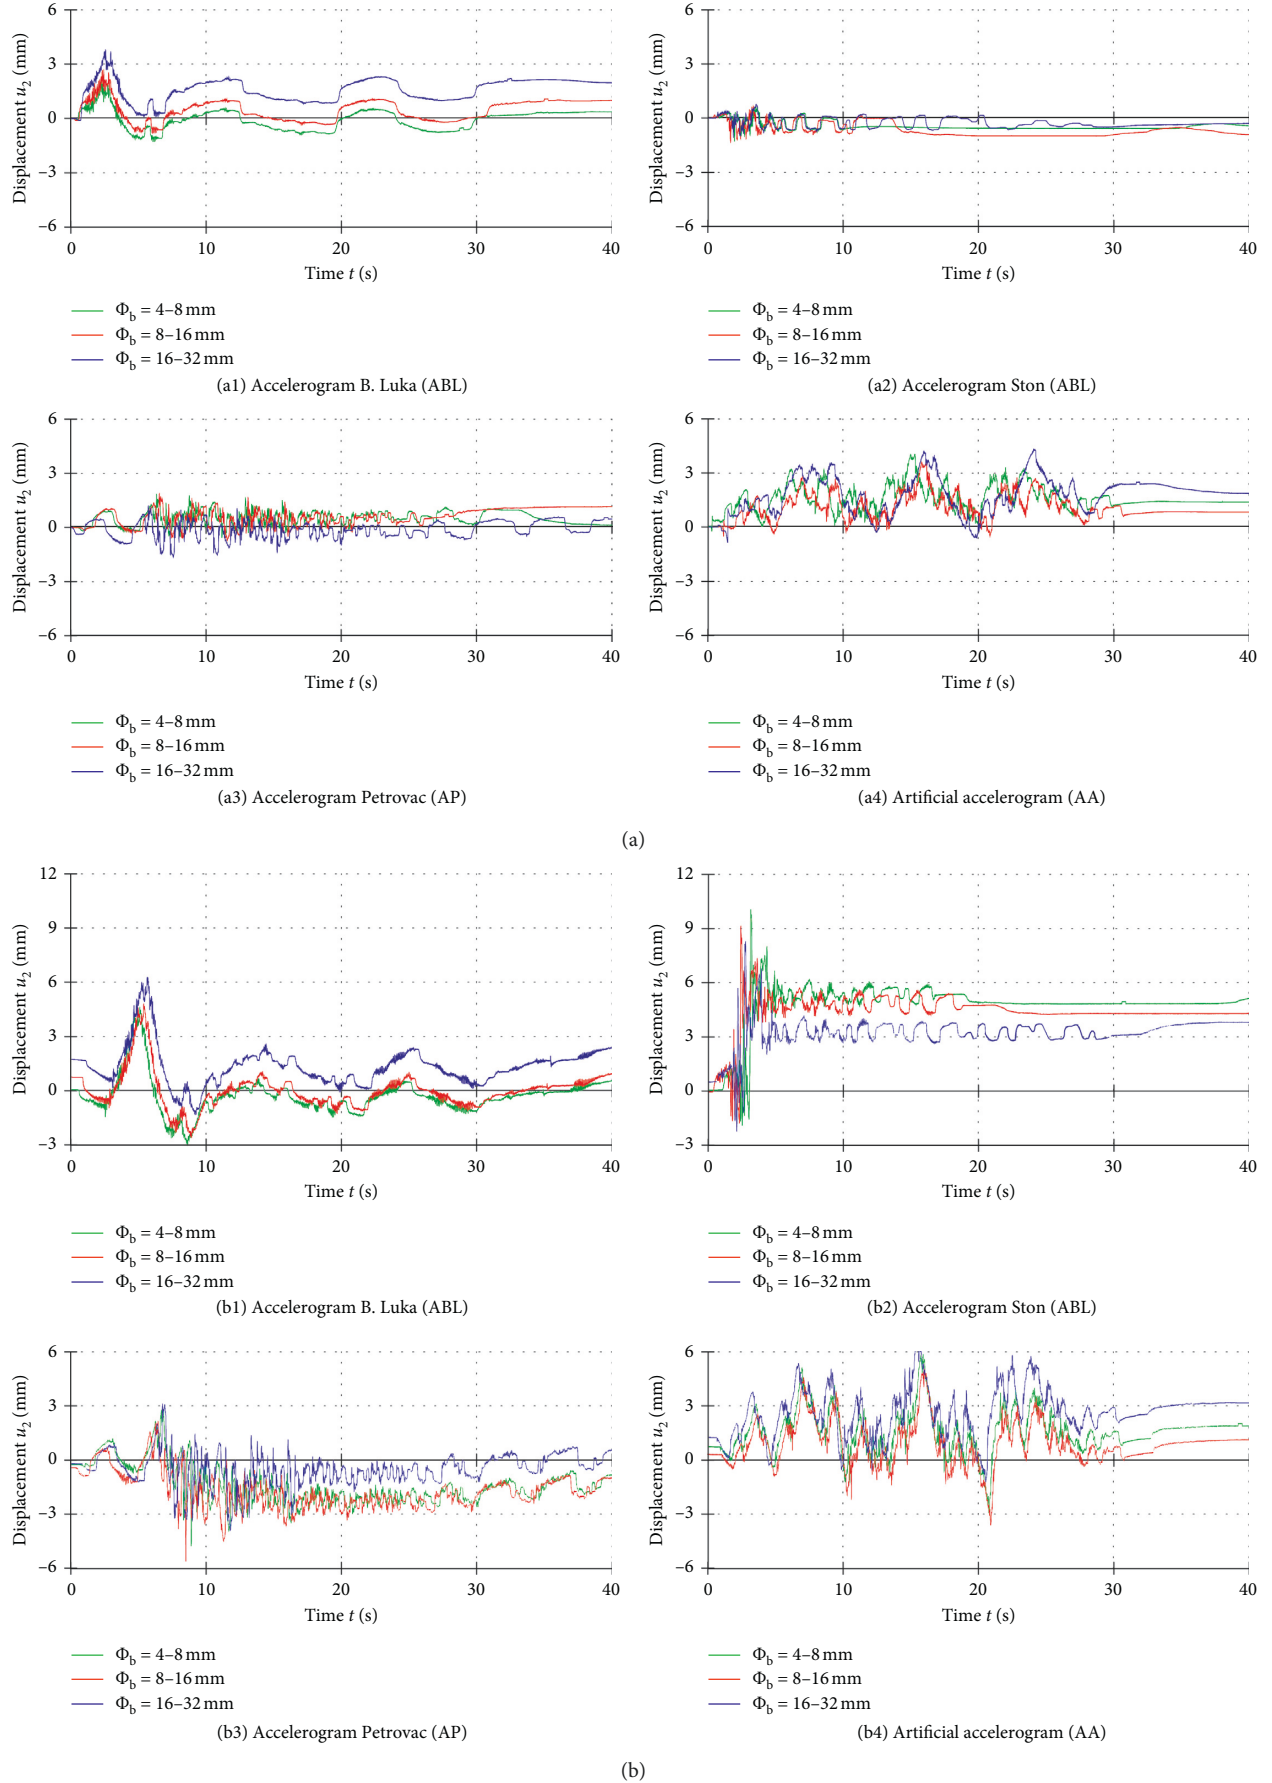 6
3
0
−3
−6
Displacement u2 (mm)
0 10 20 30 40
Time t (s)
Φb = 4–8 mm
Φb = 8–16 mm
Φb = 16–32 mm
(a1) Accelerogram B. Luka (ABL)
6
3
0
−3
−6
Displacement u2 (mm)
0 10 20 30 40
Time t (s)
Φb = 4–8 mm
Φb = 8–16 mm
Φb = 16–32 mm
(a2) Accelerogram Ston (ABL)
6
3
0
−3
−6
Displacement u2 (mm)
0 10 20 30 40
Time t (s)
Φb = 4–8 mm
Φb = 8–16 mm
Φb = 16–32 mm
(a3) Accelerogram Petrovac (AP)
6
3
0
−3
−6
Displacement u2 (mm)
0 10 20 30 40
Time t (s)
Φb = 4–8 mm
Φb = 8–16 mm
Φb = 16–32 mm
(a4) Artificial accelerogram (AA)
(a)
12
9
6
3
0
−3
Displacement u2 (mm)
0 10 20 30 40
Time t (s)
Φb = 4–8 mm
Φb = 8–16 mm
Φb = 16–32 mm
(b1) Accelerogram B. Luka (ABL)
12
9
6
3
0
−3
Displacement u2 (mm)
0 10 20 30 40
Time t (s)
Φb = 4–8 mm
Φb = 8–16 mm
Φb = 16–32 mm
(b2) Accelerogram Ston (ABL)
6
3
0
−3
−6
Displacement u2 (mm)
0 10 20 30 40
Time t (s)
Φb = 4–8 mm
Φb = 8–16 mm
Φb = 16–32 mm
(b3) Accelerogram Petrovac (AP)
6
3
0
−3
−6
Displacement u2 (mm)
0 10 20 30 40
Time t (s)
Φb = 4–8 mm
Φb = 8–16 mm
Φb = 16–32 mm
(b4) Artificial accelerogram (AA)
(b)